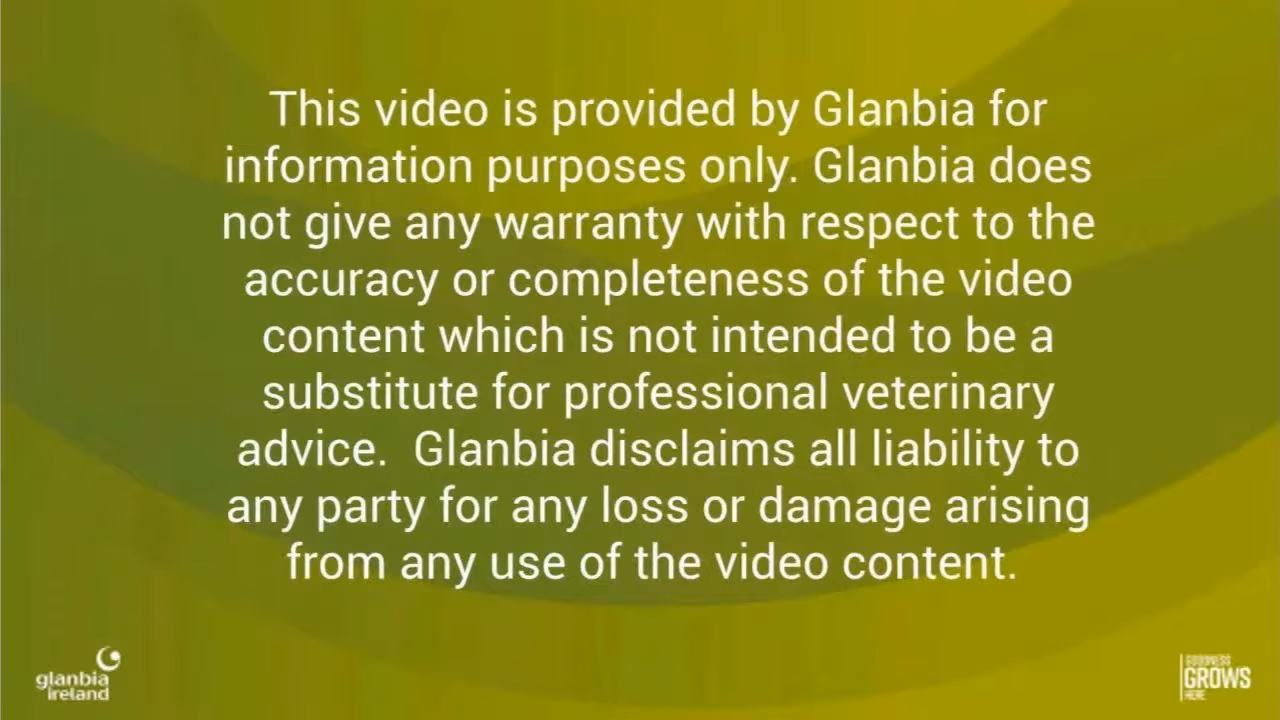 This video is provided by Glanbia for
information purposes only. Glanbia does
not give any warranty with respect to the
accuracy or completeness of the video
content which is not intended to be a
substitute for professional veterinary
advice.  Glanbia disclaims all liability to
any party for any loss or damage arising
from any use of the video content.
glanbia
ireland
GOODNESS
GROWS
HERE